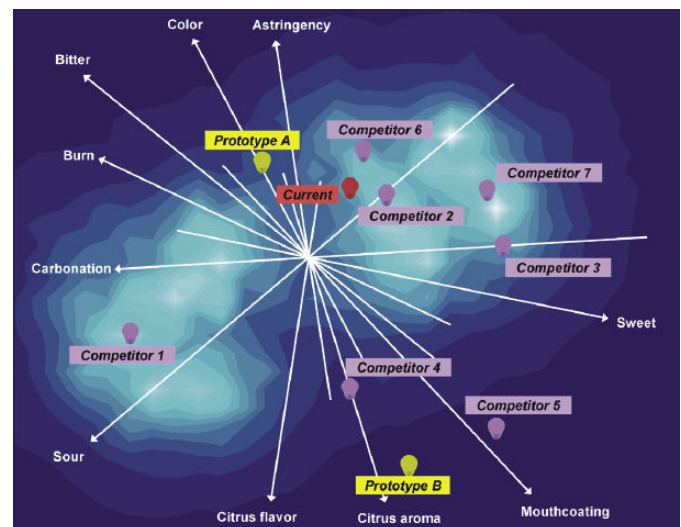 Color
Astringency
Bitter
Competitor 6
Prototype A
Burn
Competitor 7
Current
Competitor 2
Carbonation
Competitor 3
Sweet
Competitor 1
Competitor 4
Competitor 5
Sour
Prototype B
Citrus flavor
Citrus aroma
Mouthcoating